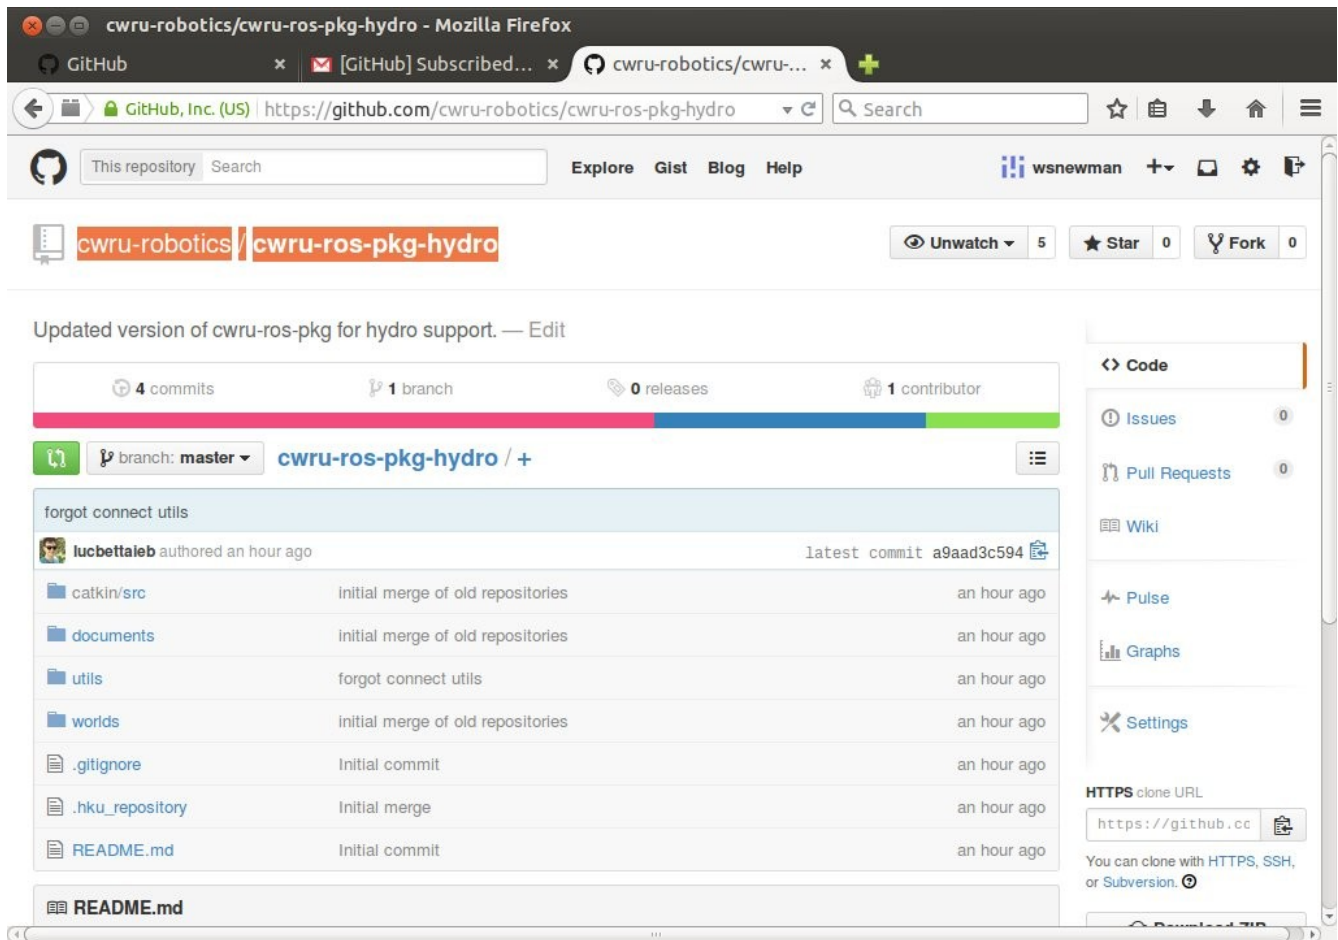 cwru-robotics/cwru-ros-pkg-hydro - Mozilla Firefox
GitHub × [GitHub] Subscribed... × cwru-robotics/cwru-... ×
GitHub, Inc. (US) https://github.com/cwru-robotics/cwru-ros-pkg-hydro Search
This repository Search Explore Gist Blog Help wsnewman
cwru-robotics / cwru-ros-pkg-hydro Unwatch 5 Star 0 Fork 0
Updated version of cwru-ros-pkg for hydro support. — Edit
4 commits 1 branch 0 releases 1 contributor
branch: master cwru-ros-pkg-hydro / +
forgot connect utils
lucbettaieb authored an hour ago latest commit a9aad3c594
catkin/src initial merge of old repositories an hour ago
documents initial merge of old repositories an hour ago
utils forgot connect utils an hour ago
worlds initial merge of old repositories an hour ago
.gitignore Initial commit an hour ago
.hku_repository Initial merge an hour ago
README.md Initial commit an hour ago
README.md
Code
Issues 0
Pull Requests 0
Wiki
Pulse
Graphs
Settings
HTTPS clone URL
https://github.cc
You can clone with HTTPS, SSH,
or Subversion.
Download ZIP